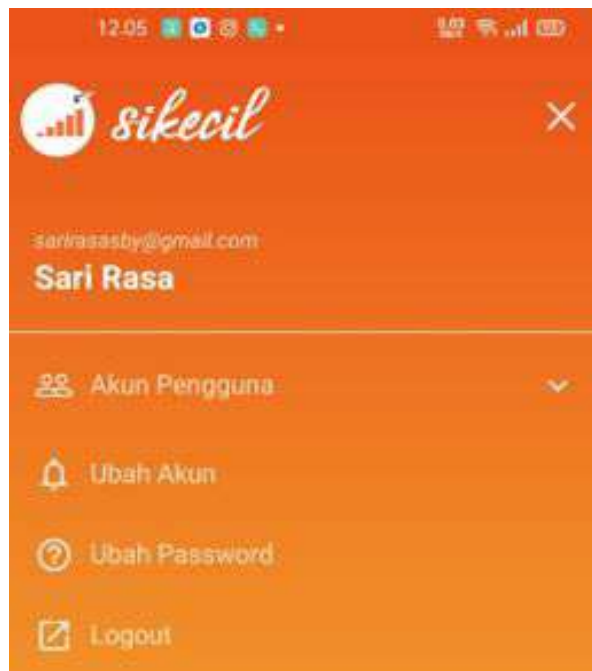 12.05
sikecil
sarirasasby@gmail.com
Sari Rasa
Akun Pengguna
Ubah Akun
Ubah Password
Logout